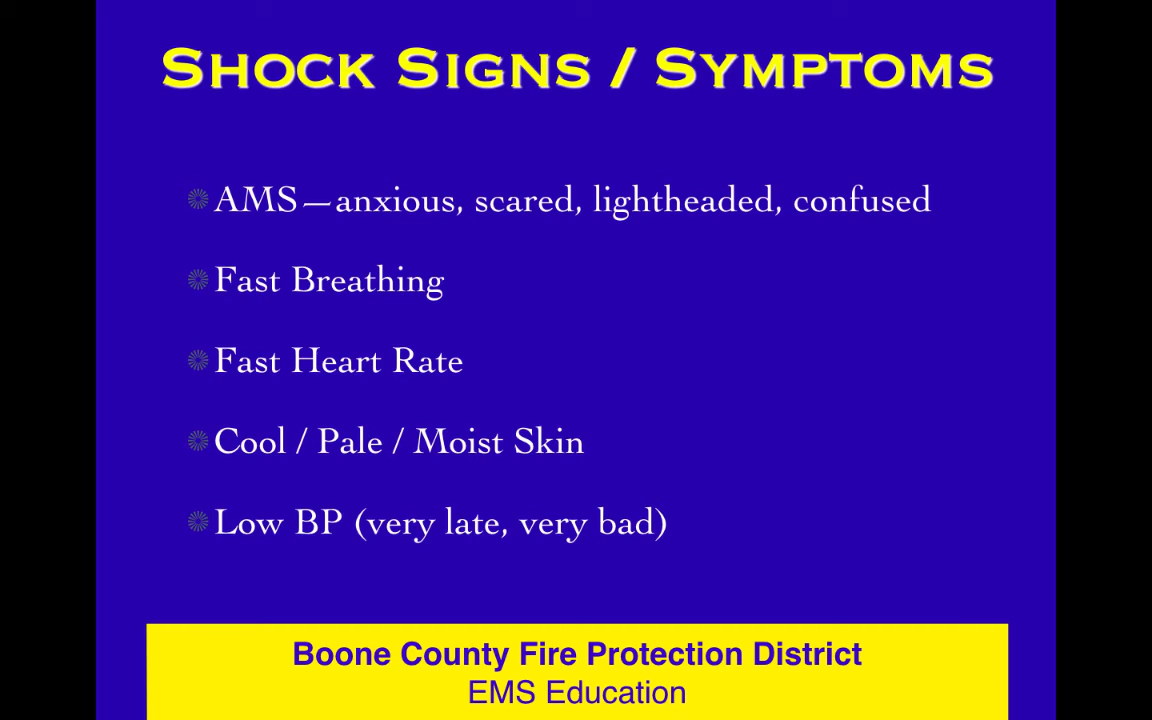 Shock Signs / Symptoms
AMS—anxious, scared, lightheaded, confused
Fast Breathing
Fast Heart Rate
Cool / Pale / Moist Skin
Low BP (very late, very bad)
Boone County Fire Protection District
EMS Education